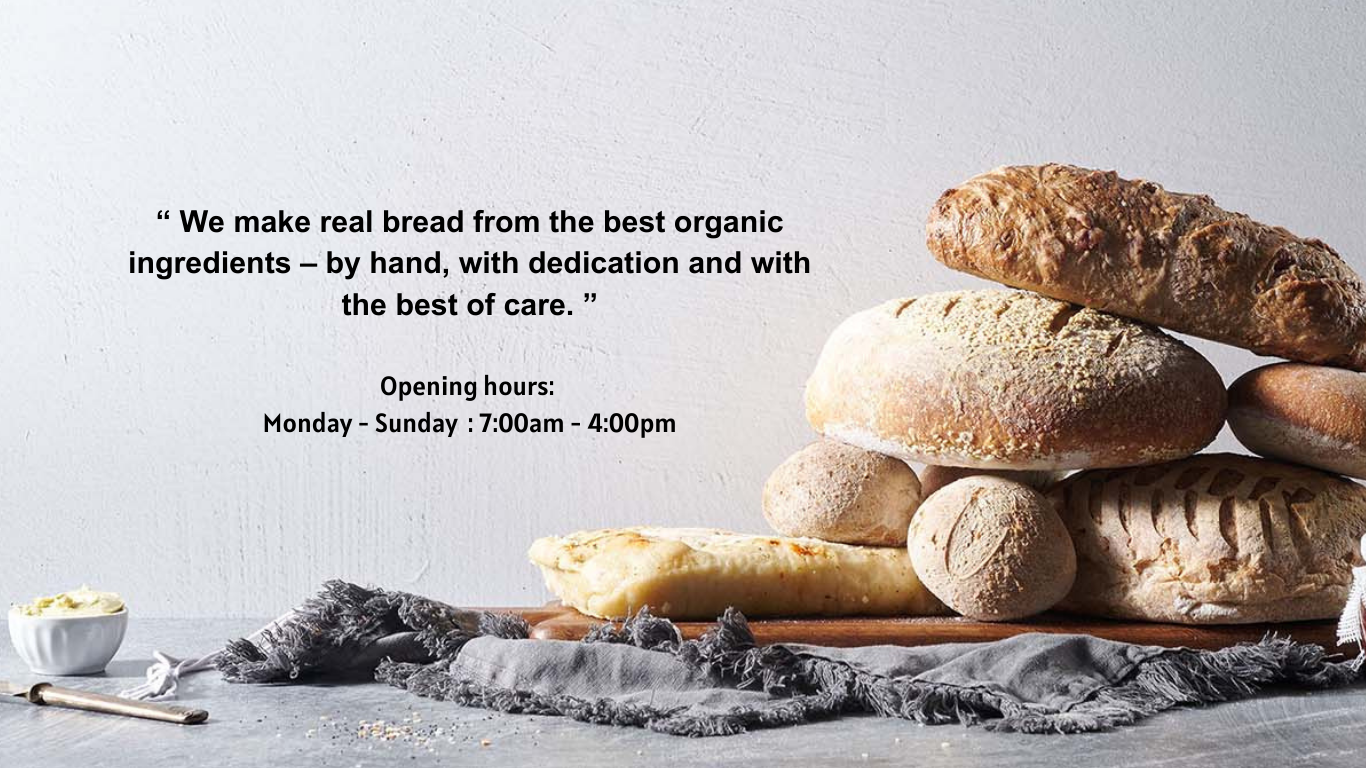 “ We make real bread from the best organic
ingredients – by hand, with dedication and with
the best of care. ”
Opening hours:
Monday - Sunday : 7:00am - 4:00pm